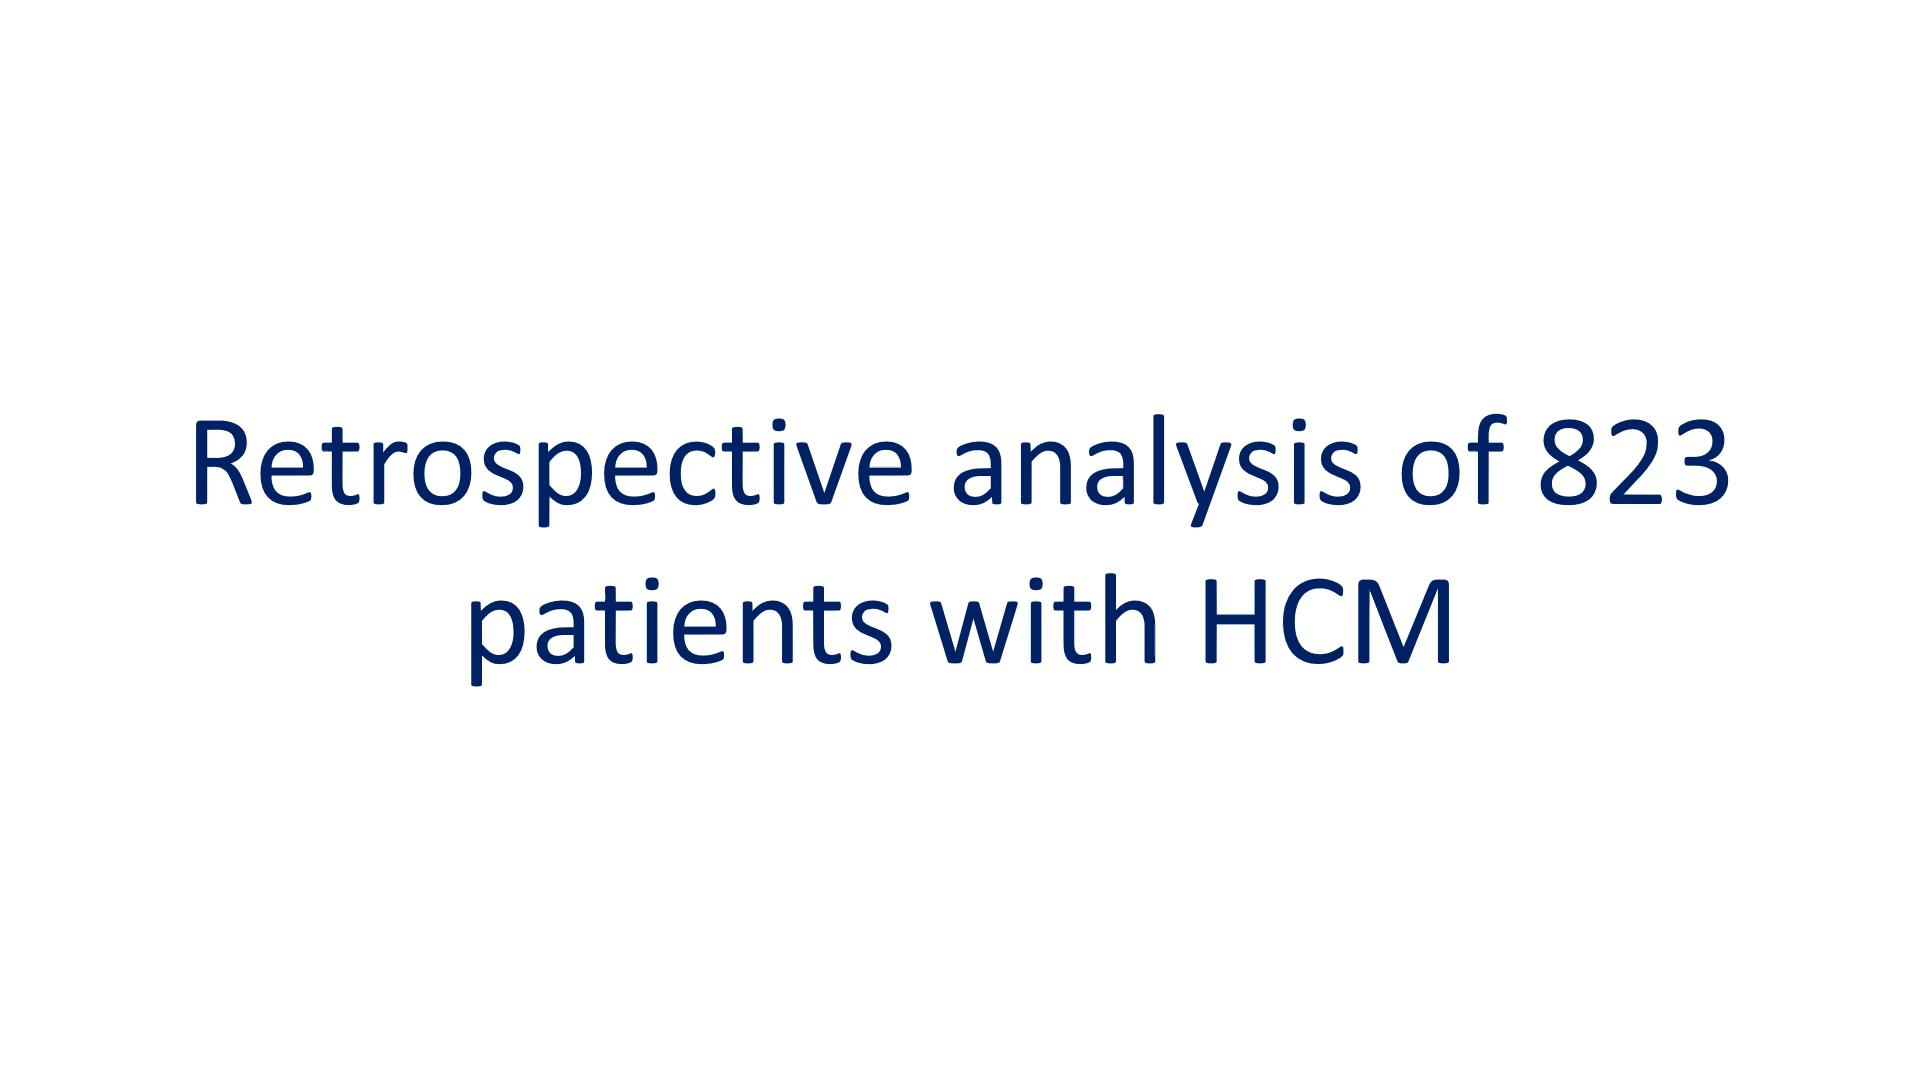 Retrospective analysis of 823
patients with HCM